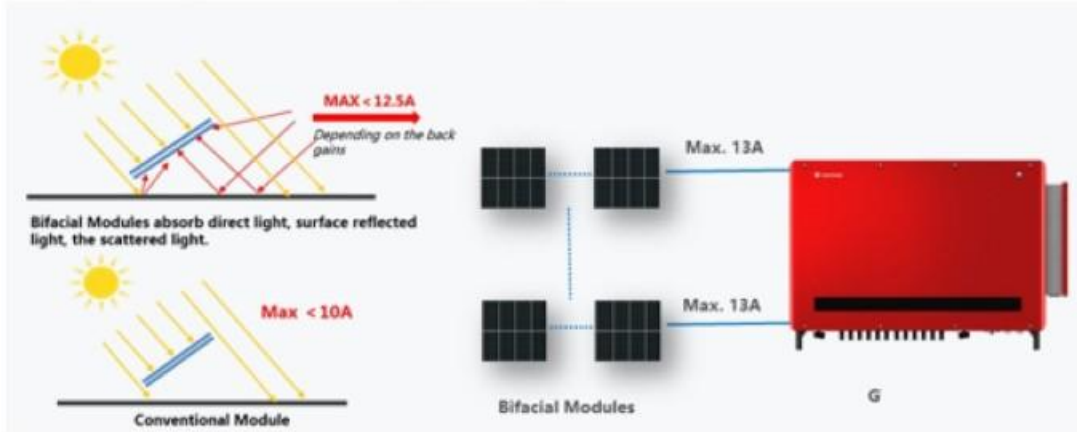 MAX < 12.5A
Depending on the back
gains
Bifacial Modules absorb direct light, surface reflected
light, the scattered light.
Max < 10A
Conventional Module
Max. 13A
Max. 13A
Bifacial Modules
G